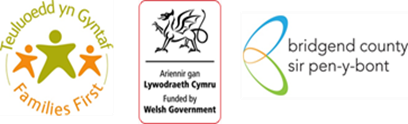 Teuluoedd yn Gyntaf
Families First
Ariennir gan
Lywodraeth Cymru
Funded by
Welsh Government
bridgend county
sir pen-y-bont